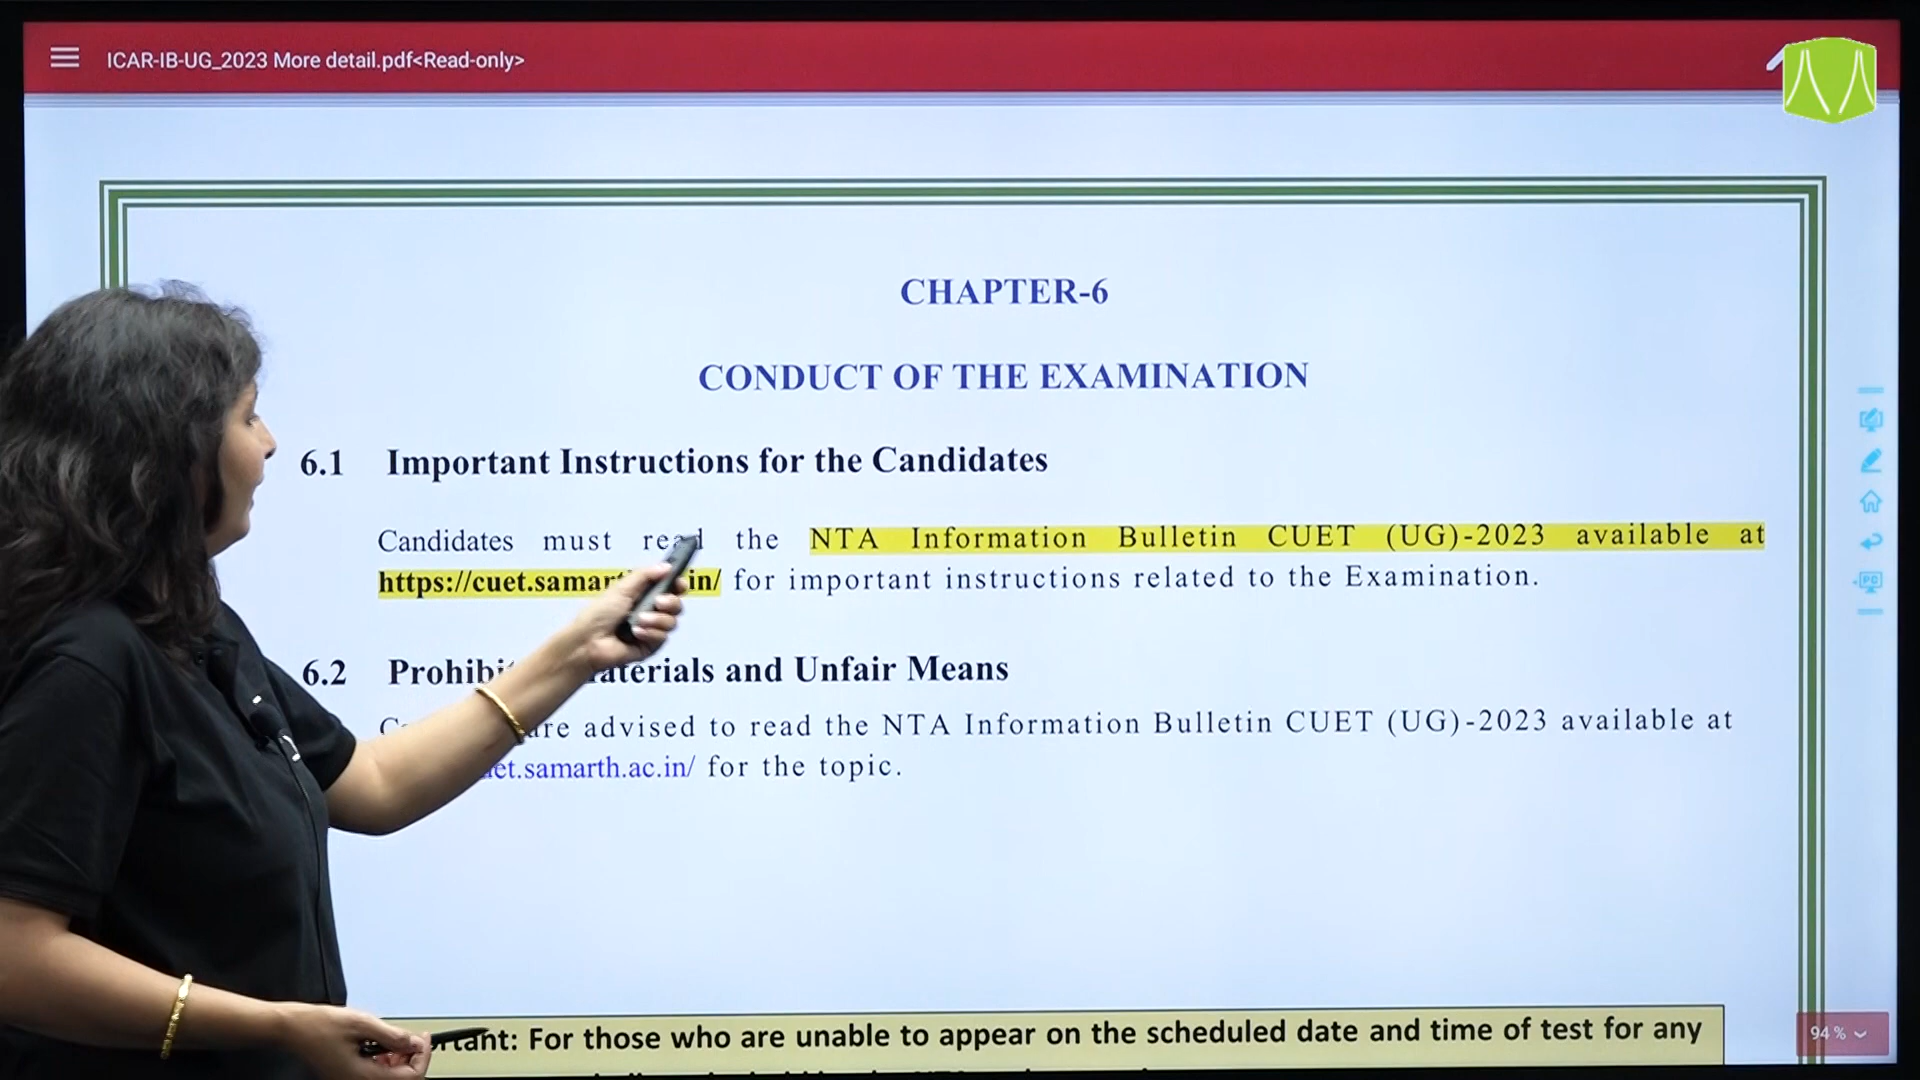 ICAR-IB-UG_2023 More detail.pdf<Read-only>
CHAPTER-6
CONDUCT OF THE EXAMINATION
6.1 Important Instructions for the Candidates
Candidates must read the NTA Information Bulletin CUET (UG)-2023 available at
https://cuet.samar in/ for important instructions related to the Examination.
6.2 Prohibi aterials and Unfair Means
are advised to read the NTA Information Bulletin CUET (UG)-2023 available at
et.samarth.ac.in/ for the topic.
rtant: For those who are unable to appear on the scheduled date and time of test for any
94 %
PC